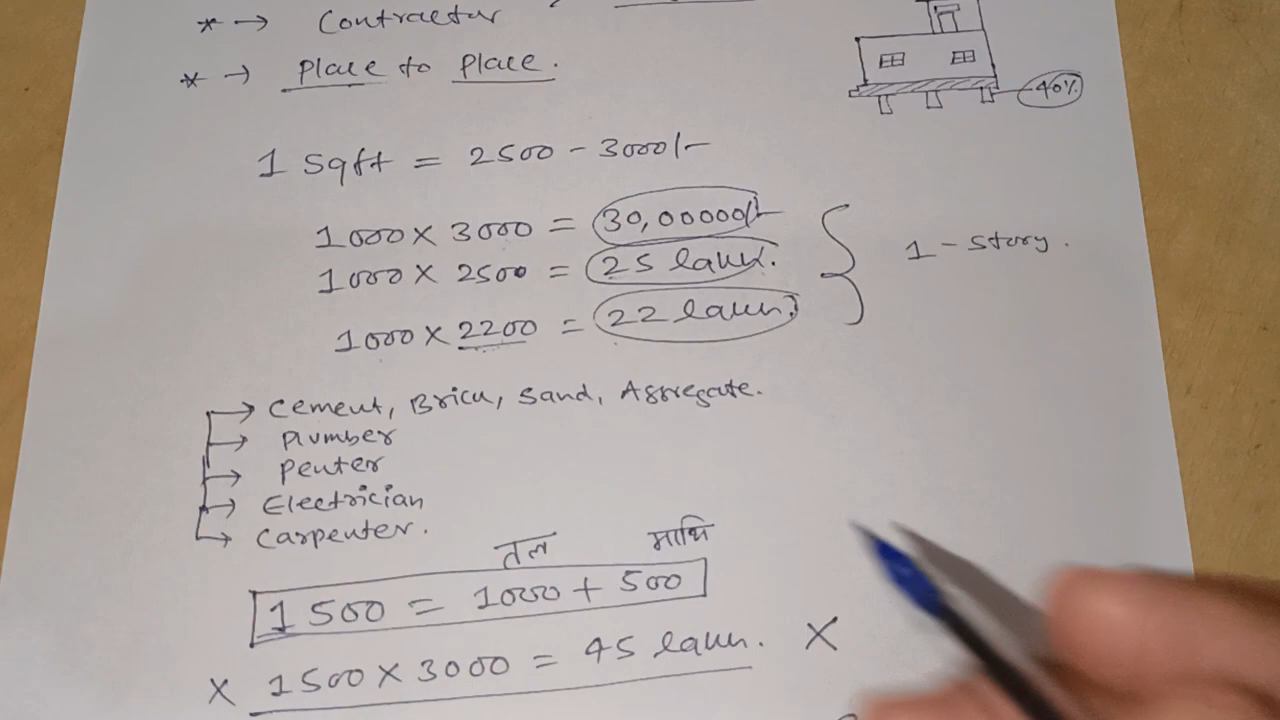 * → Contractor
* → Place to Place.
40%
1 Sqft = 2500 - 3000/-
1000 × 3000 = 30,00000/-
1000 × 2500 = 25 lakh.
1000 × 2200 = 22 lakh.
1 - Story.
→ Cement, Brick, Sand, Aggregate.
→ Plumber
→ Penter
→ Electrician
→ Carpenter.
तल माथि
1500 = 1000 + 500
× 1500 × 3000 = 45 lakh. ×